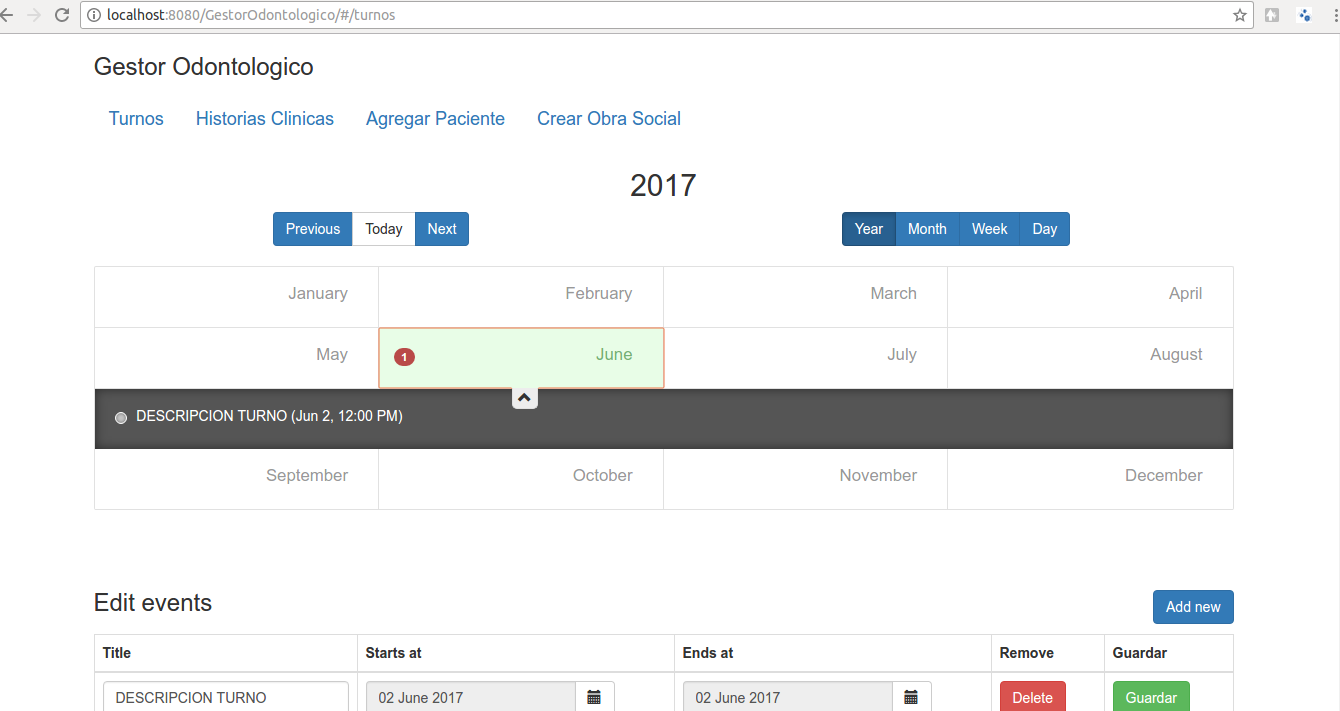 localhost:8080/GestorOdontologico/#/turnos
Gestor Odontologico
Turnos Historias Clinicas Agregar Paciente Crear Obra Social
2017
Previous Today Next Year Month Week Day
January February March April
1
May June July August
DESCRIPCION TURNO (Jun 2, 12:00 PM)
September October November December
Edit events Add new
Title Starts at Ends at Remove Guardar
DESCRIPCION TURNO 02 June 2017 02 June 2017 Delete Guardar